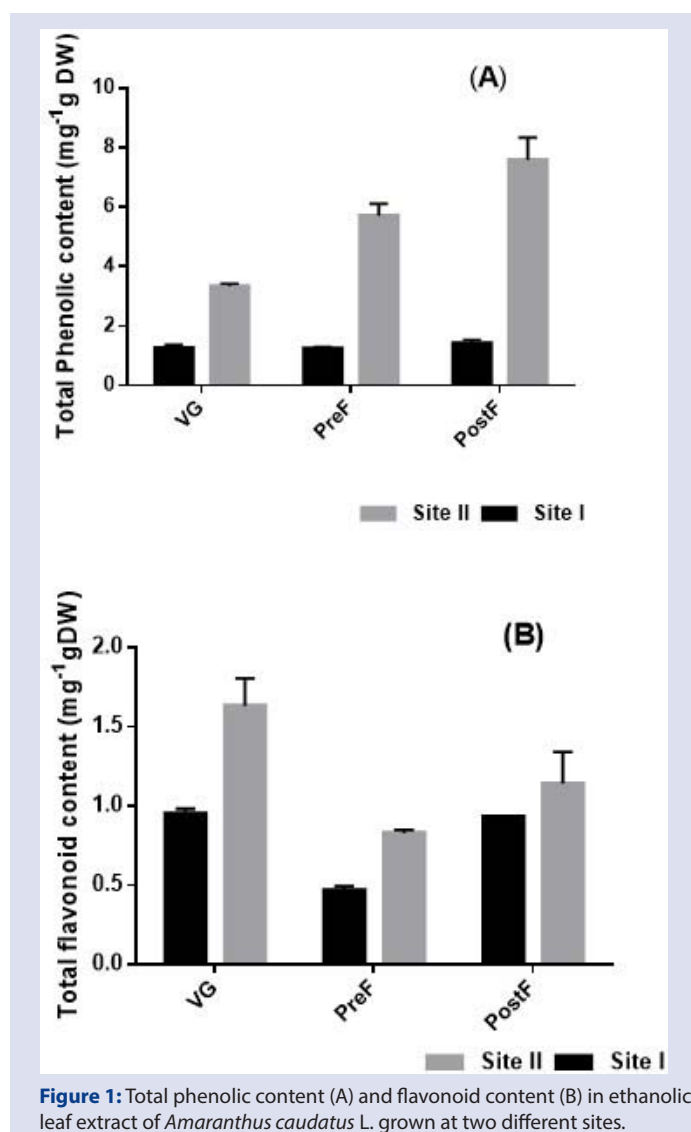 (A)
Total Phenolic content (mg⁻¹g DW)
10
8
6
4
2
0
VG
PreF
PostF
Site II
Site I
(B)
Total flavonoid content (mg⁻¹gDW)
2.0
1.5
1.0
0.5
0.0
VG
PreF
PostF
Site II
Site I
Figure 1: Total phenolic content (A) and flavonoid content (B) in ethanolic
leaf extract of Amaranthus caudatus L. grown at two different sites.